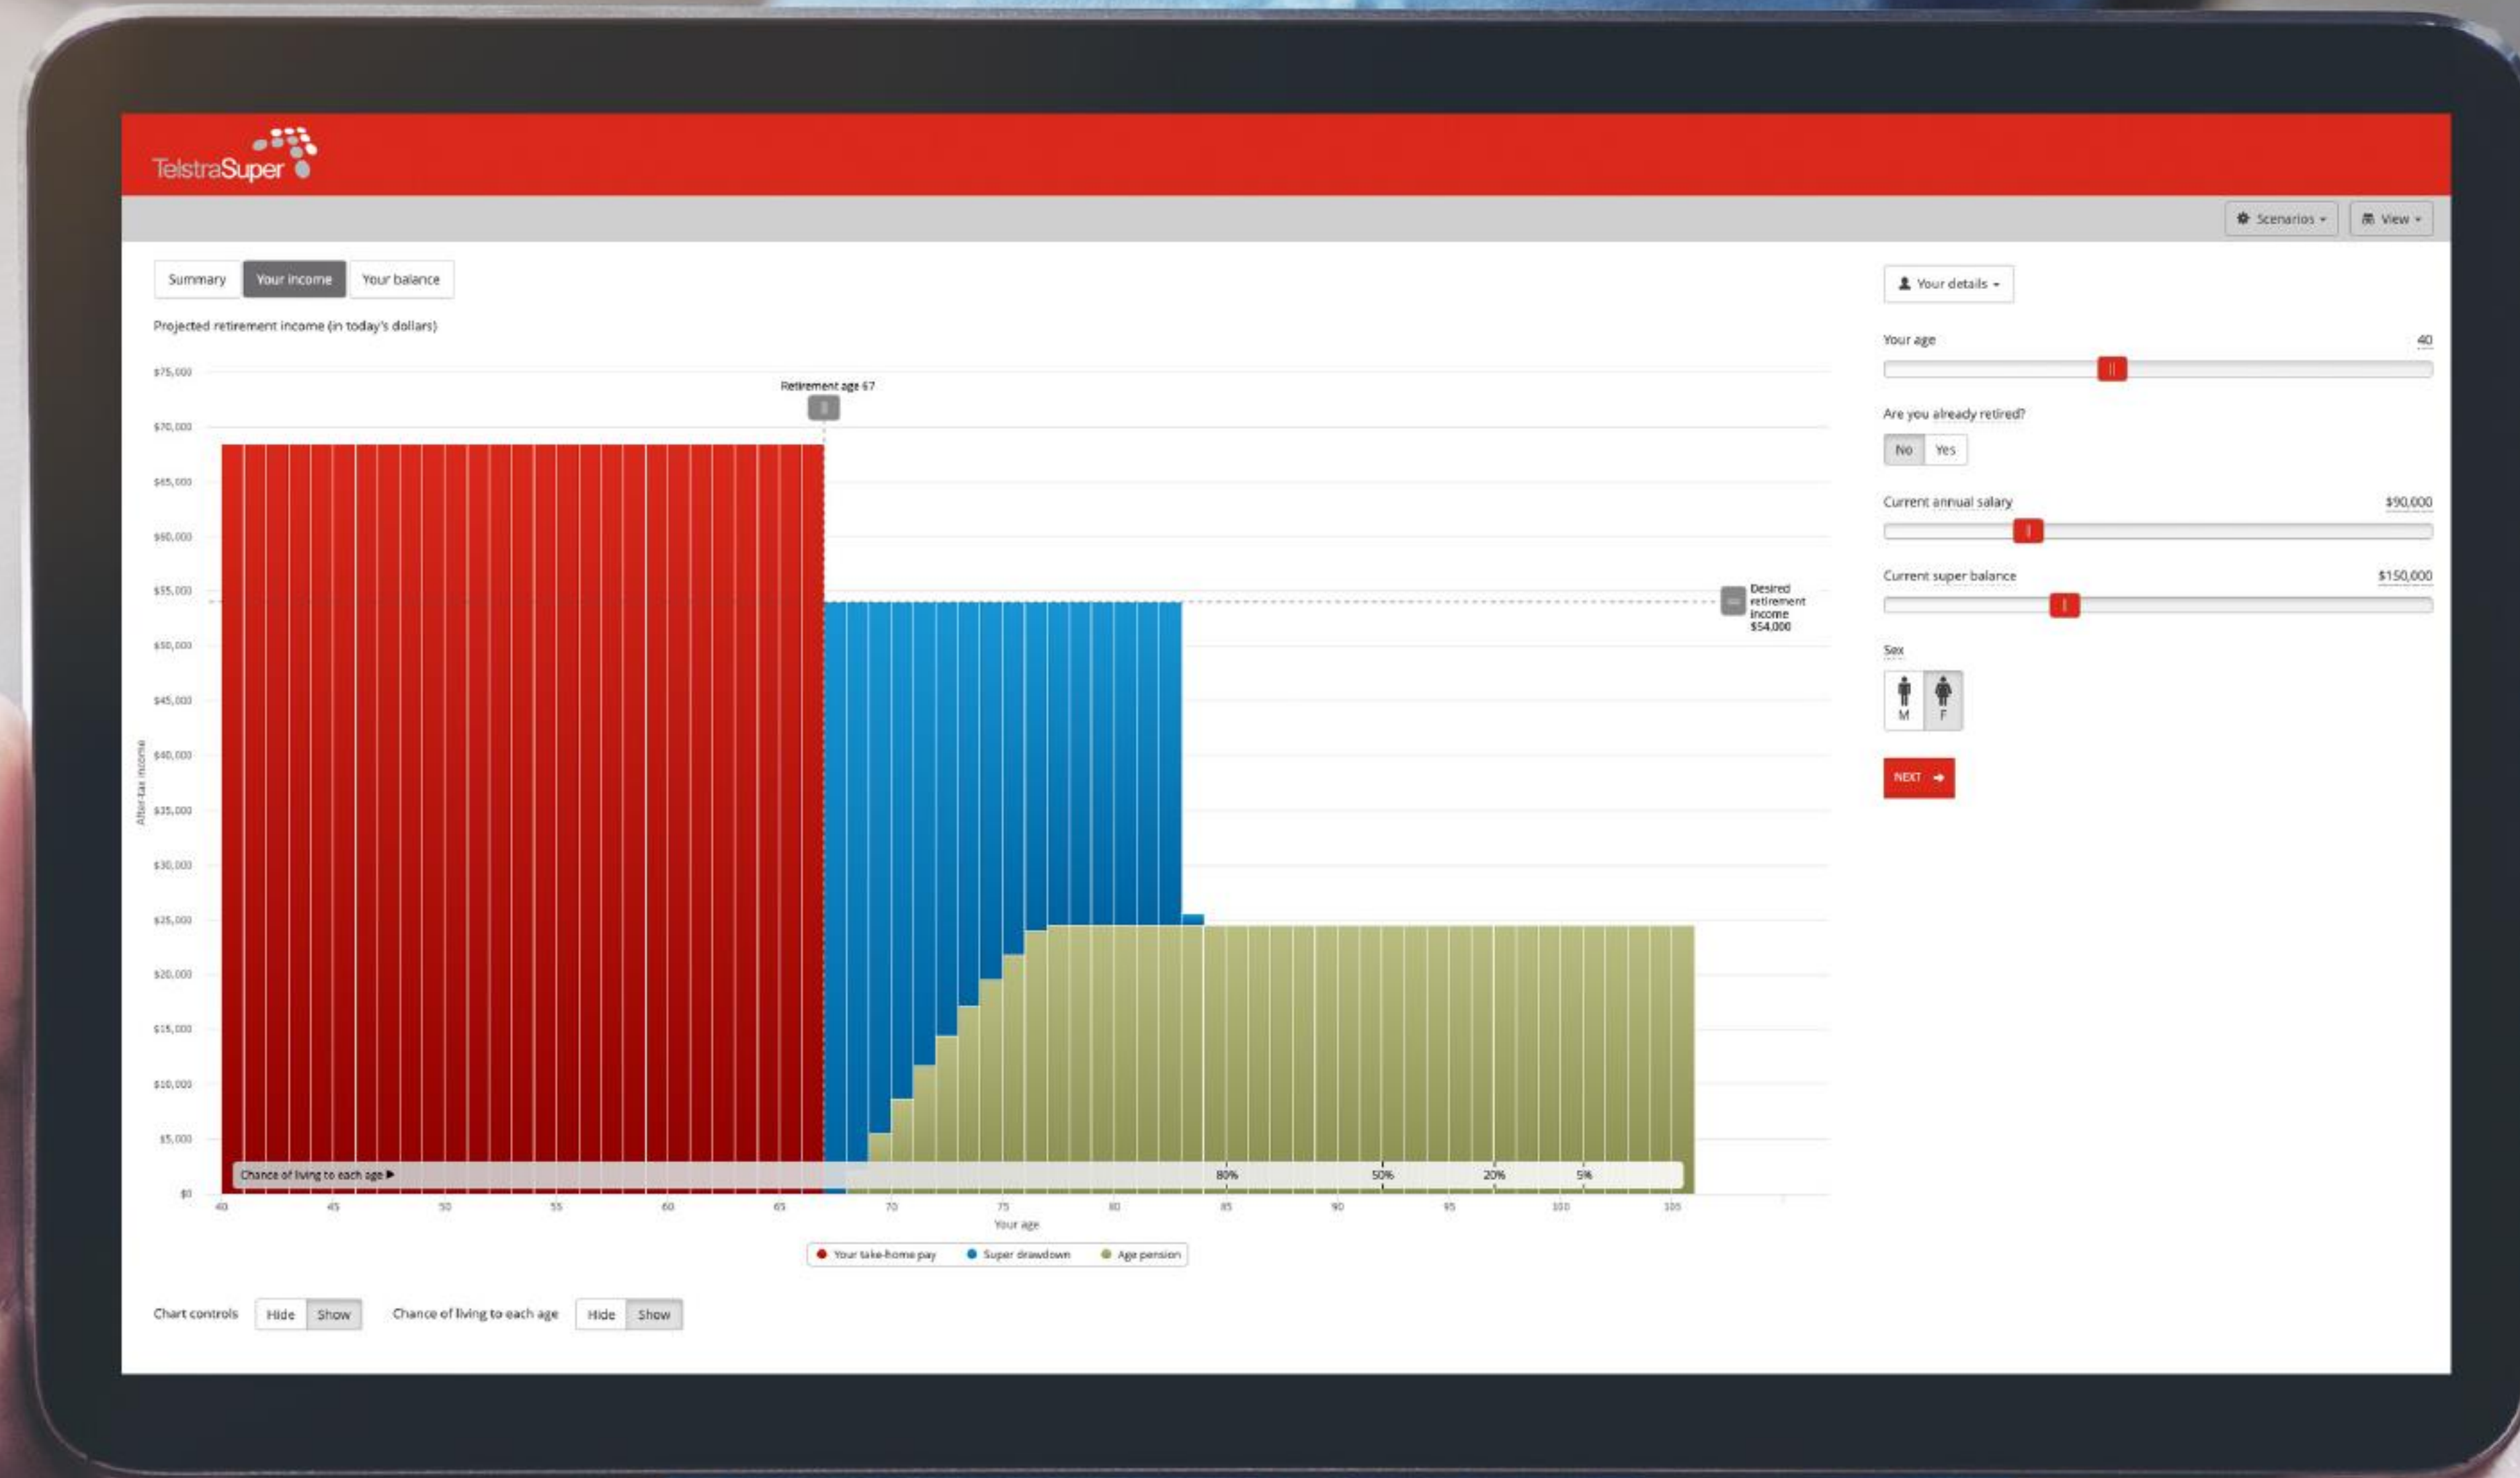 TelstraSuper
Scenarios
View
Summary
Your income
Your balance
Projected retirement income (in today's dollars)
$75,000
$70,000
$65,000
$60,000
$55,000
$50,000
$45,000
$40,000
$35,000
$30,000
$25,000
$20,000
$15,000
$10,000
$5,000
$0
After-tax income
Retirement age 67
Desired
retirement
income
$54,000
Chance of living to each age ▶
80%
50%
20%
5%
40
45
50
55
60
65
70
75
80
85
90
95
100
105
Your age
Your take-home pay
Super drawdown
Age pension
Chart controls
Hide
Show
Chance of living to each age
Hide
Show
Your details
Your age
40
Are you already retired?
No
Yes
Current annual salary
$90,000
Current super balance
$150,000
Sex
M
F
NEXT